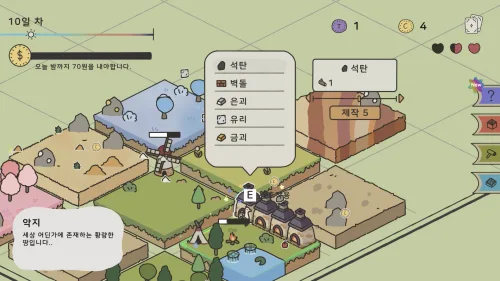 10일 차
T 1
C 4
$
오늘 밤까지 70원을 내야합니다.
석탄
벽돌
은괴
유리
금괴
석탄
1
제작 5
?
E
악지
세상 어딘가에 존재하는 황량한
땅입니다..